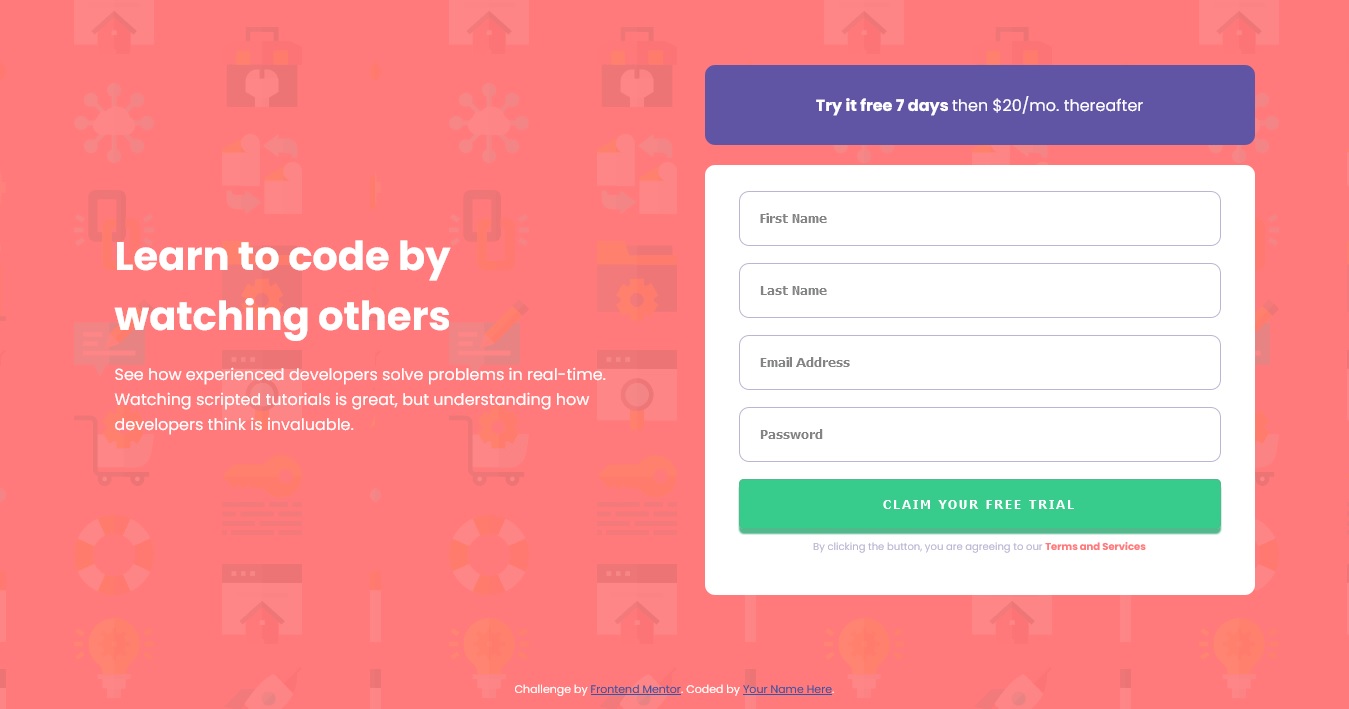 Learn to code by
watching others
See how experienced developers solve problems in real-time.
Watching scripted tutorials is great, but understanding how
developers think is invaluable.
Try it free 7 days then $20/mo. thereafter
First Name
Last Name
Email Address
Password
CLAIM YOUR FREE TRIAL
By clicking the button, you are agreeing to our Terms and Services
Challenge by Frontend Mentor. Coded by Your Name Here.